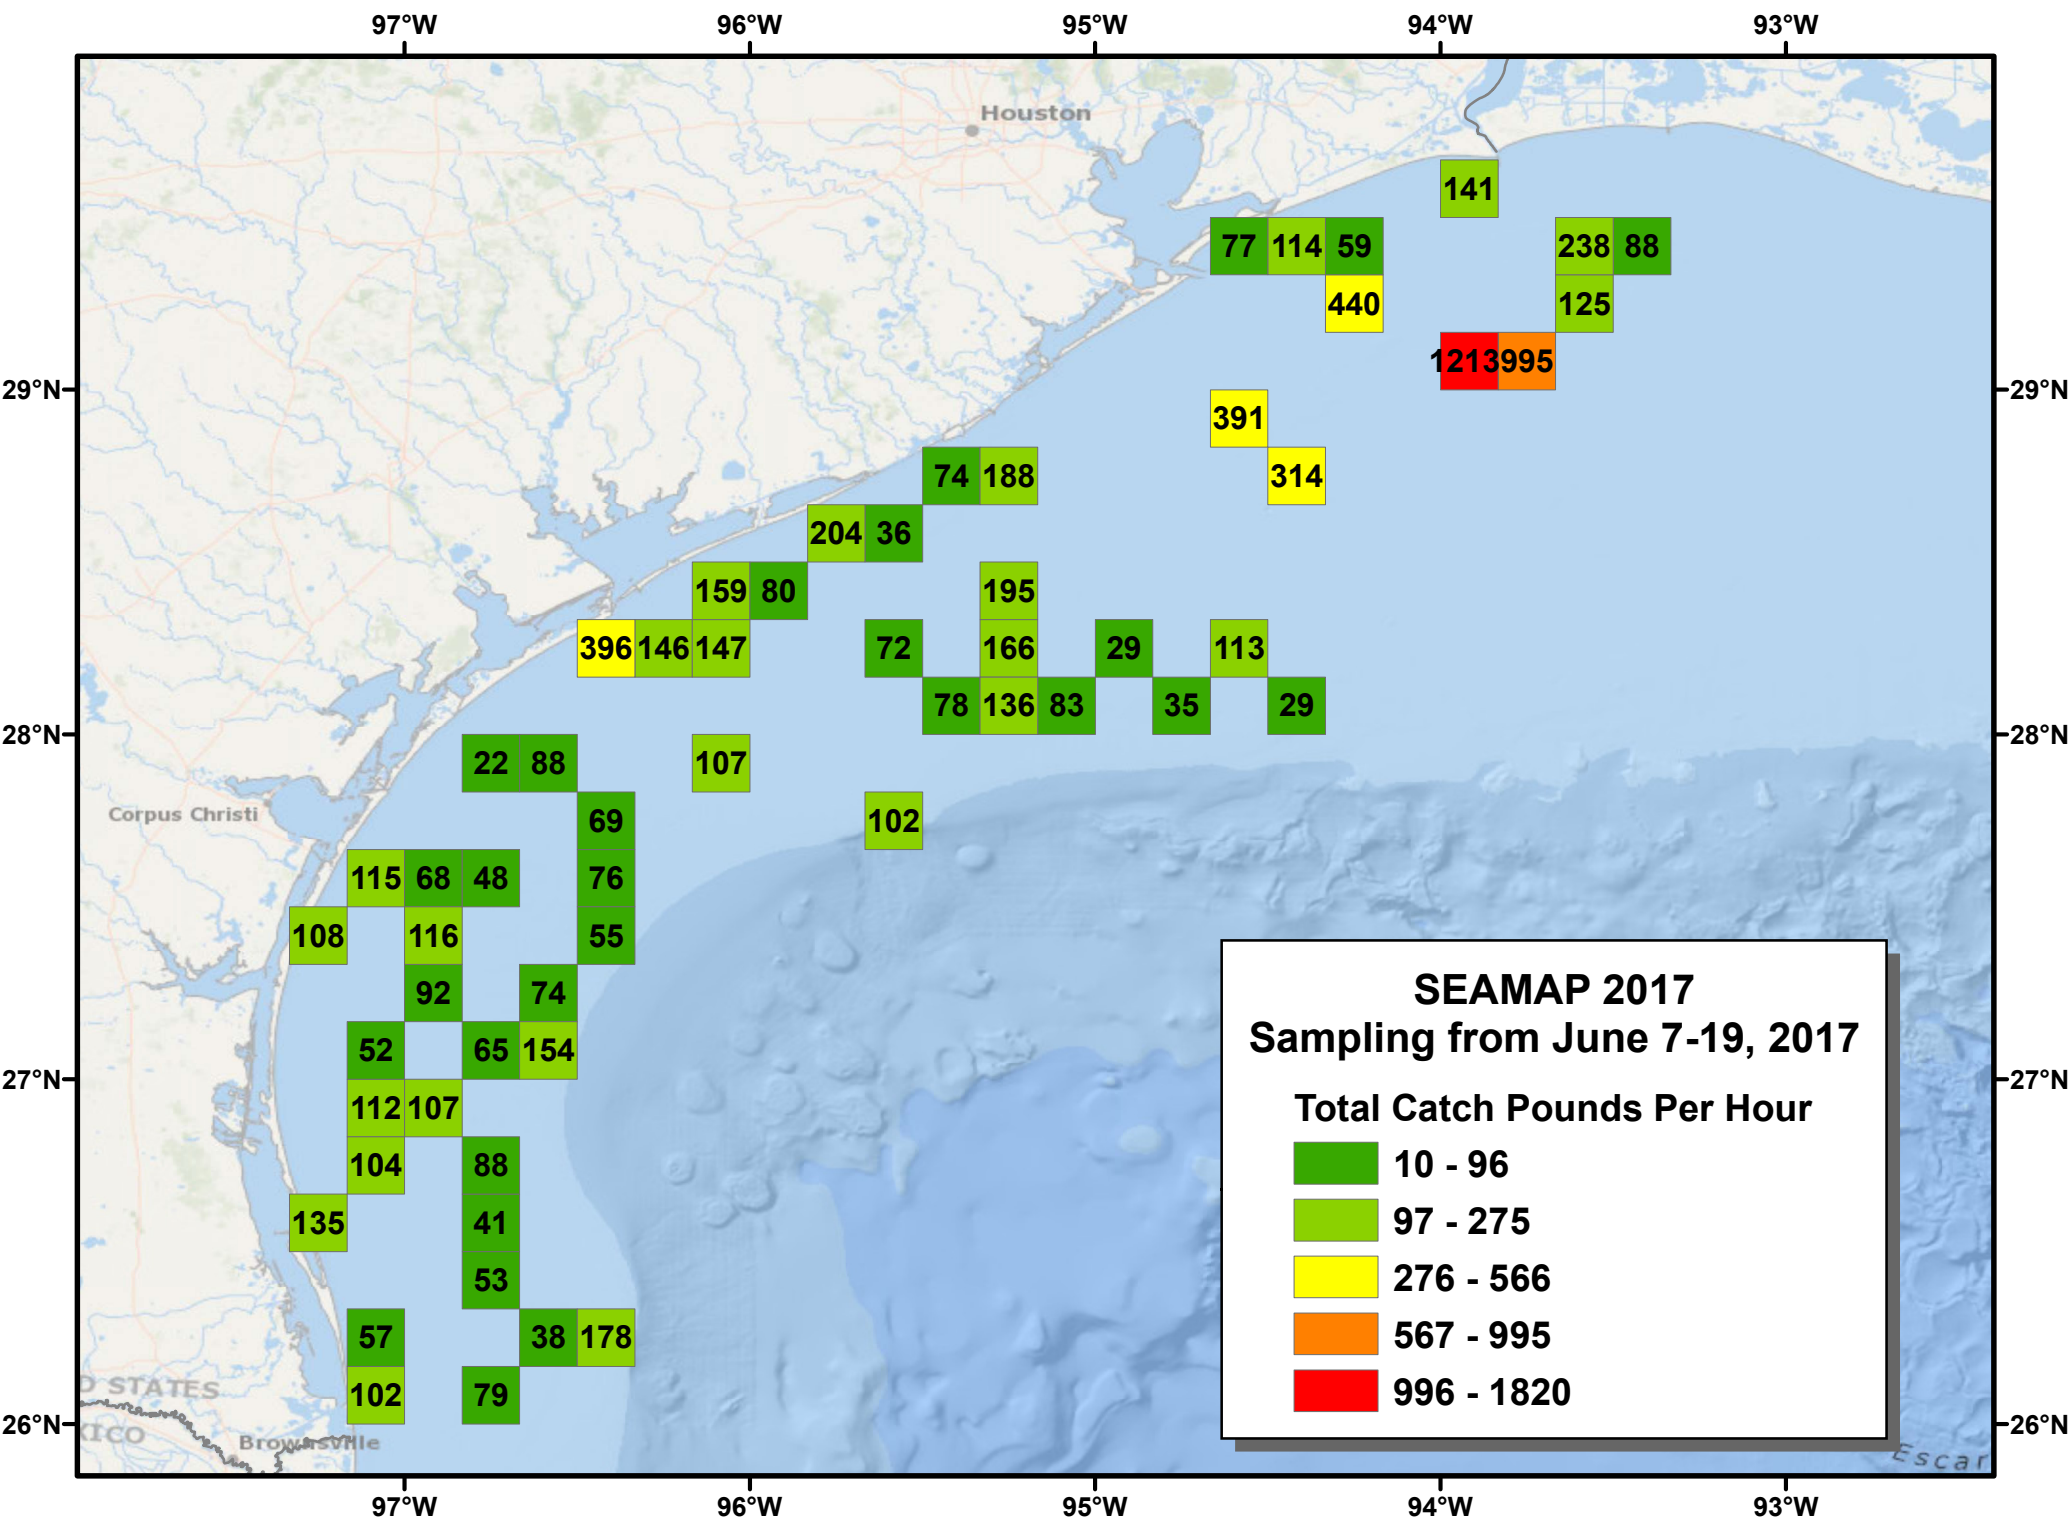 97°W 96°W 95°W 94°W 93°W
Houston
141
77 114 59 238 88
440 125
1213 995
29°N 29°N
391
74 188 314
204 36
159 80 195
396 146 147 72 166 29 113
78 136 83 35 29
28°N 28°N
22 88 107
Corpus Christi 69 102
115 68 48 76
108 116 55
92 74
SEAMAP 2017
Sampling from June 7-19, 2017
52 65 154
27°N 27°N
112 107
Total Catch Pounds Per Hour
104 88
10 - 96
135 41
97 - 275
53
276 - 566
57 38 178
567 - 995
D STATES 102 79
996 - 1820
26°N 26°N
XICO Brownsville
Escar
97°W 96°W 95°W 94°W 93°W